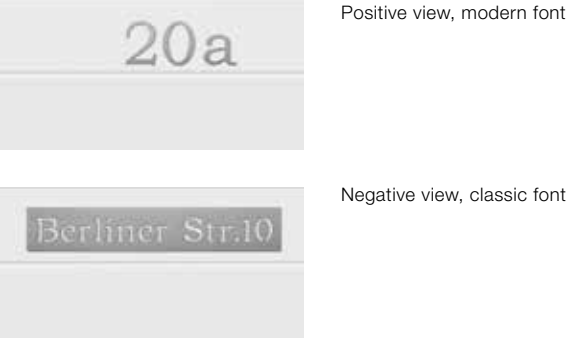 20a
Positive view, modern font
Berliner Str.10
Negative view, classic font